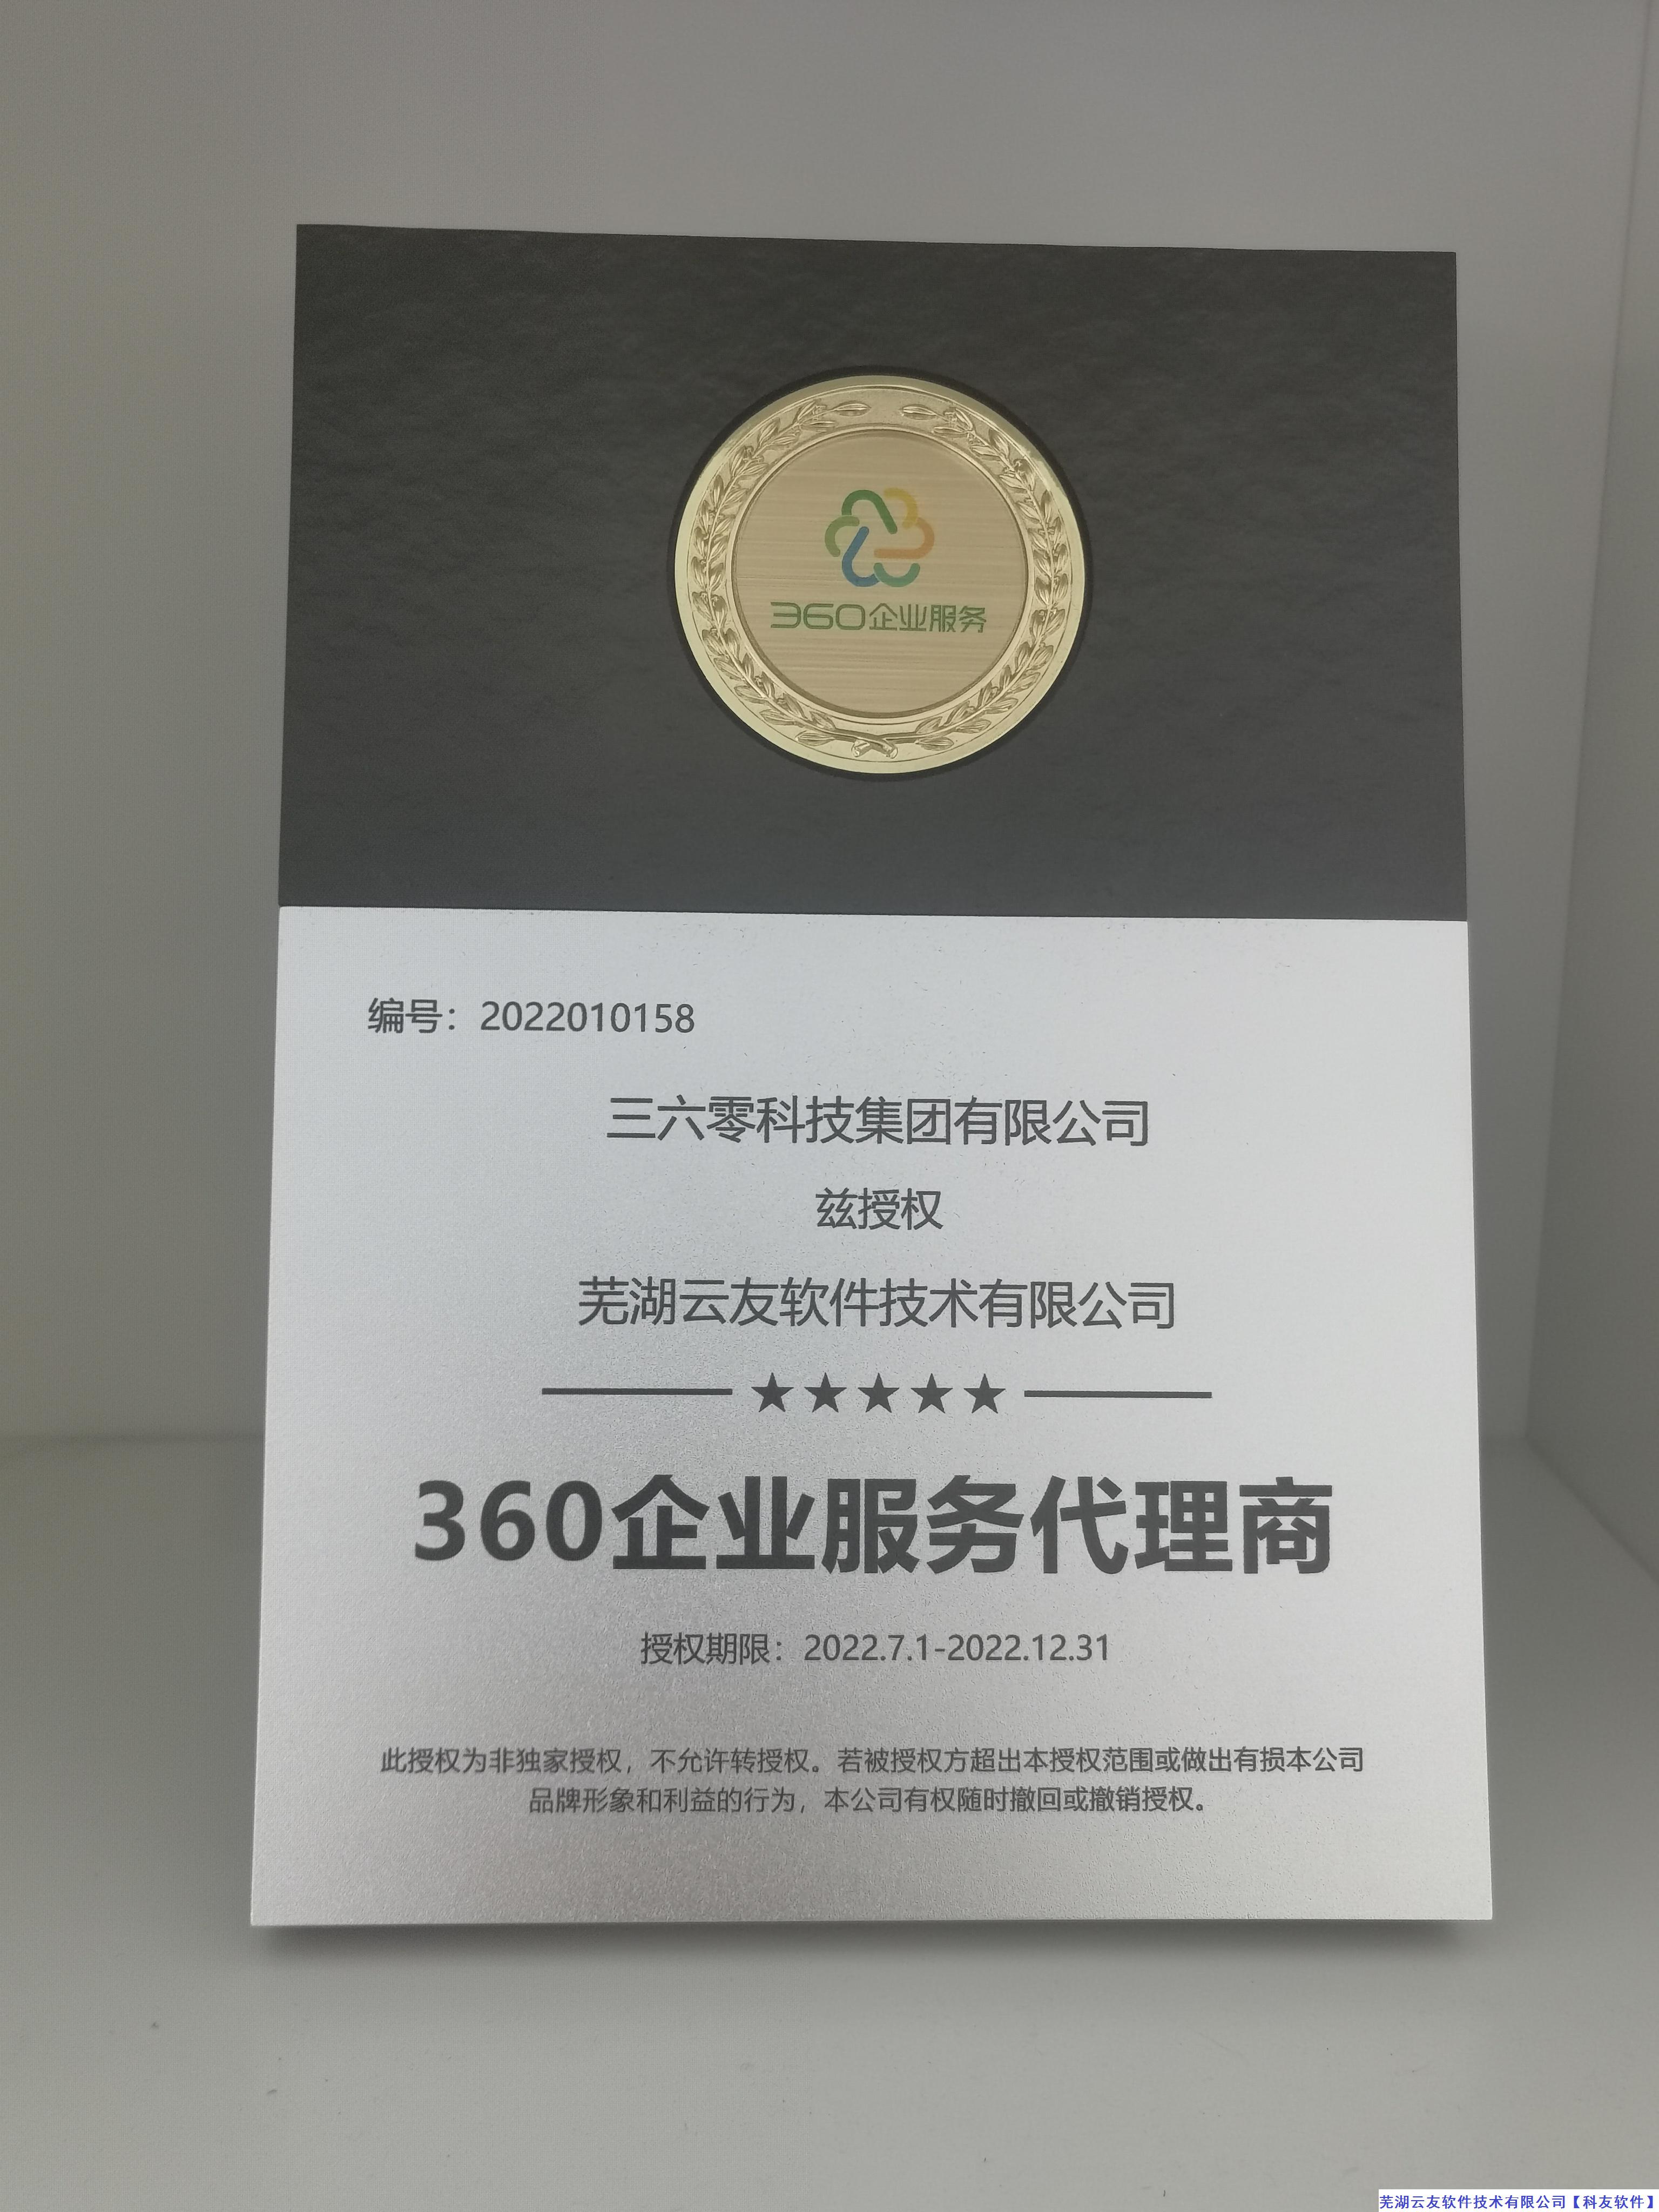 360企业服务
编号：2022010158
三六零科技集团有限公司
兹授权
芜湖云友软件技术有限公司
★★★★★
360企业服务代理商
授权期限：2022.7.1-2022.12.31
此授权为非独家授权，不允许转授权。若被授权方超出本授权范围或做出有损本公司
品牌形象和利益的行为，本公司有权随时撤回或撤销授权。
芜湖云友软件技术有限公司【科友软件】